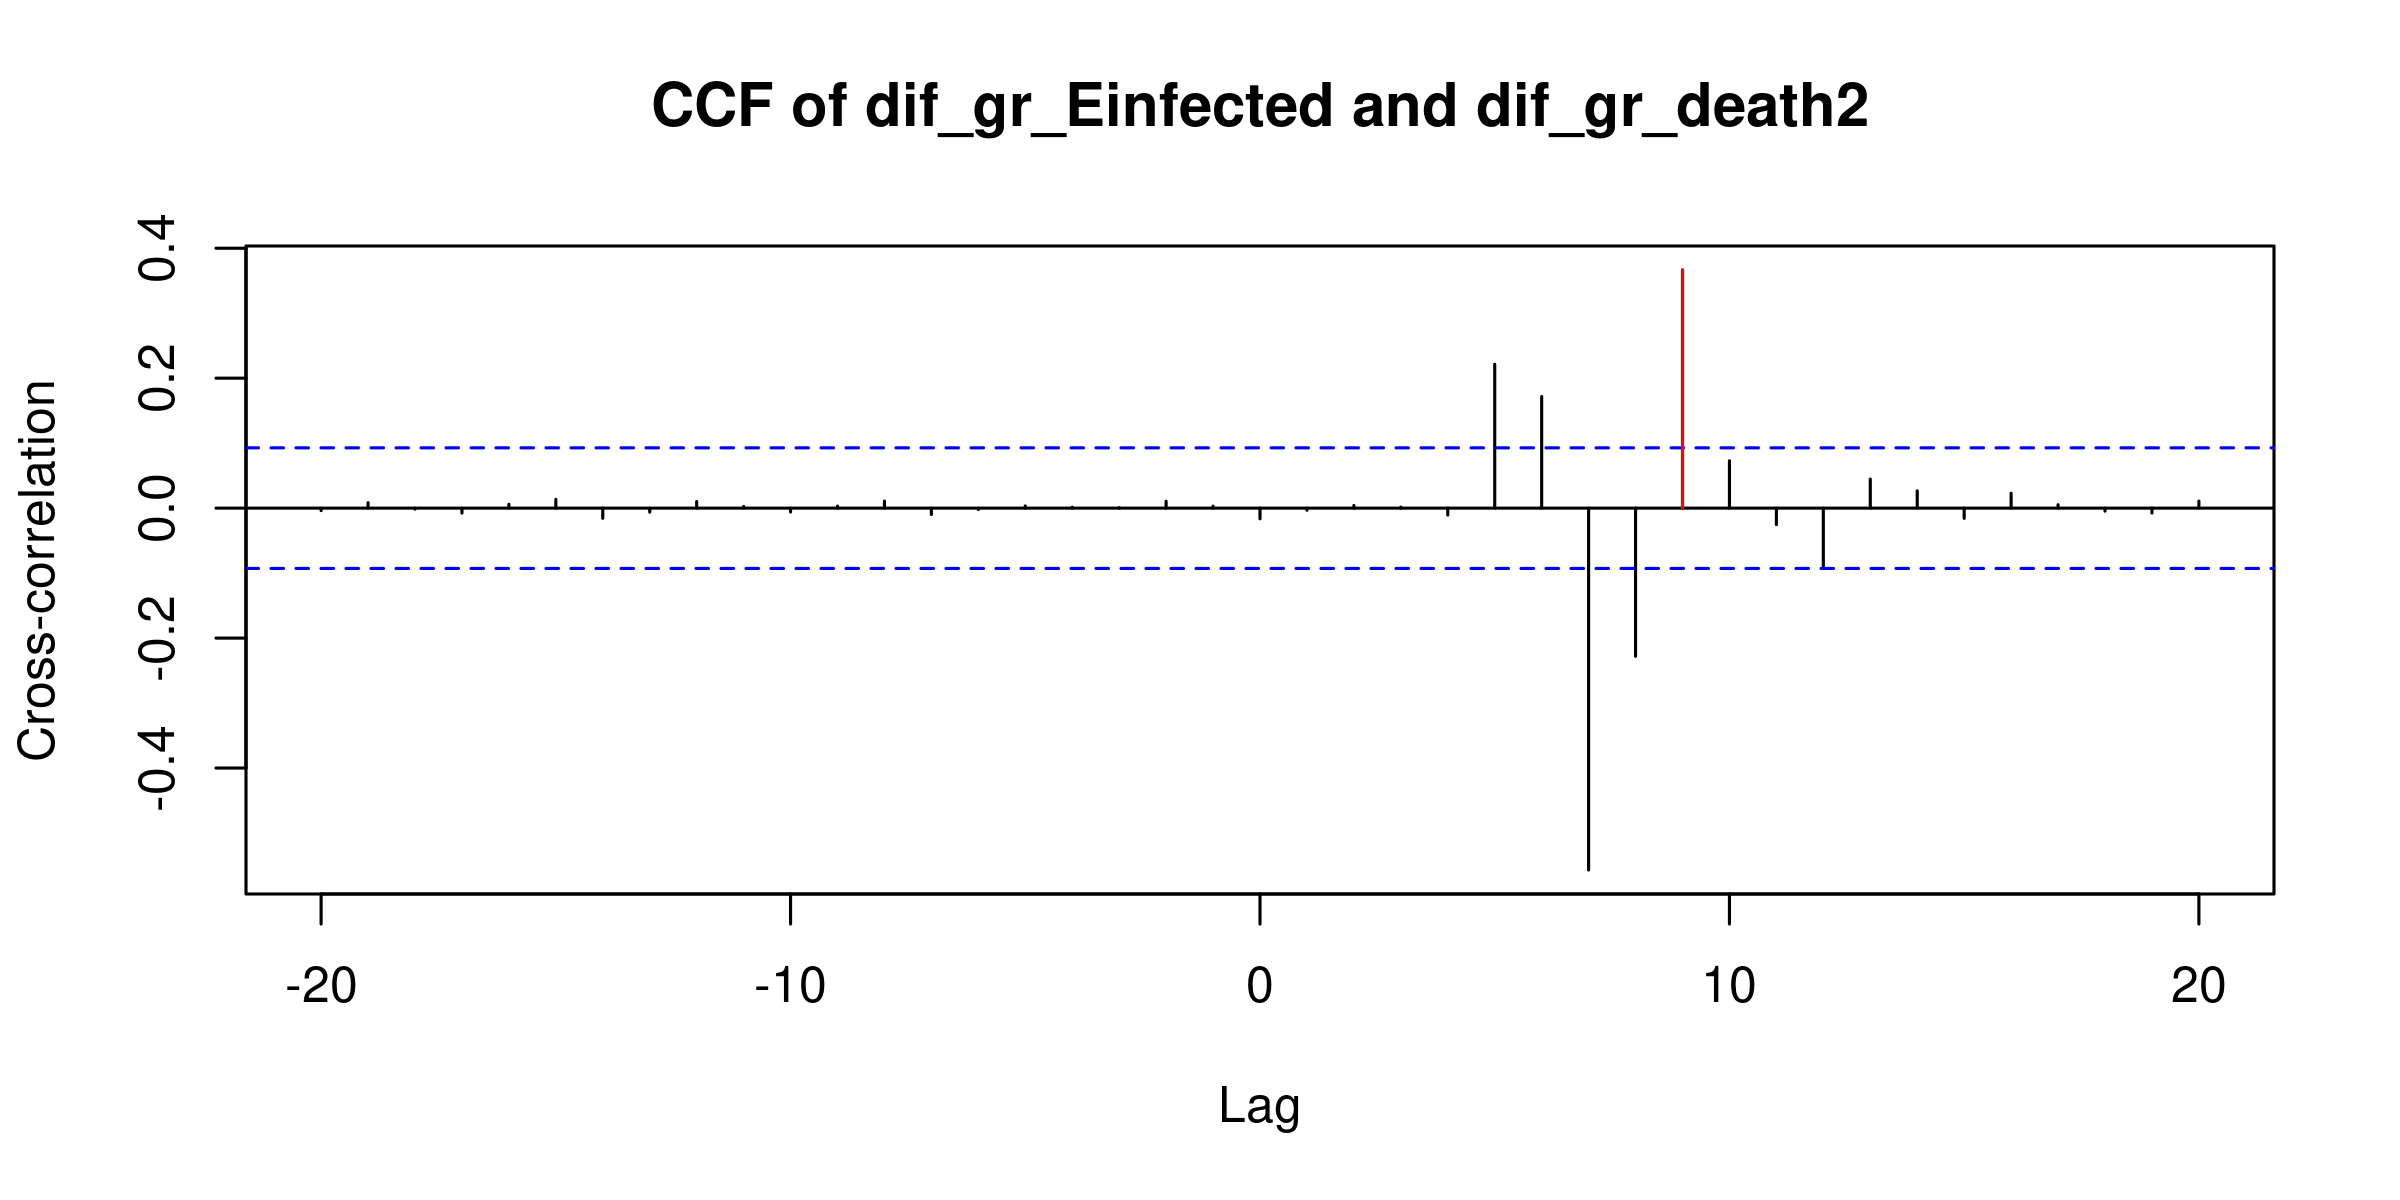 CCF of dif_gr_Einfected and dif_gr_death2
Cross-correlation
0.4
0.2
0.0
-0.2
-0.4
-20 -10 0 10 20
Lag